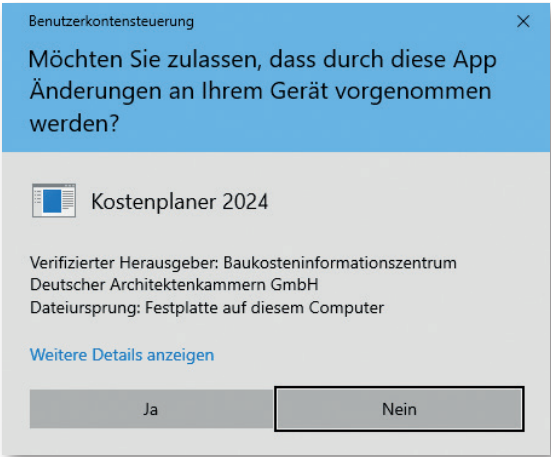 Benutzerkontensteuerung
Möchten Sie zulassen, dass durch diese App
Änderungen an Ihrem Gerät vorgenommen
werden?
Kostenplaner 2024
Verifizierter Herausgeber: Baukosteninformationszentrum
Deutscher Architektenkammern GmbH
Dateiursprung: Festplatte auf diesem Computer
Weitere Details anzeigen
Ja
Nein